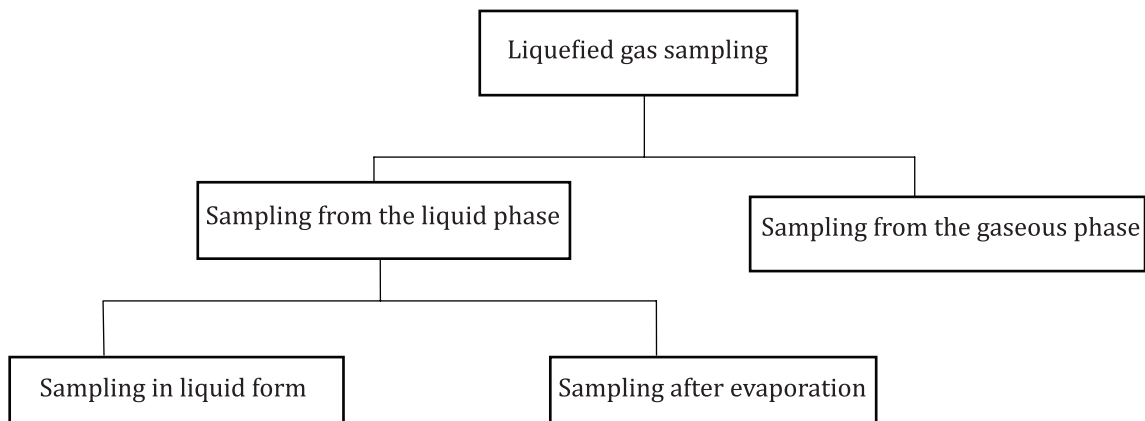 Liquefied gas sampling
Sampling from the liquid phase
Sampling from the gaseous phase
Sampling in liquid form
Sampling after evaporation